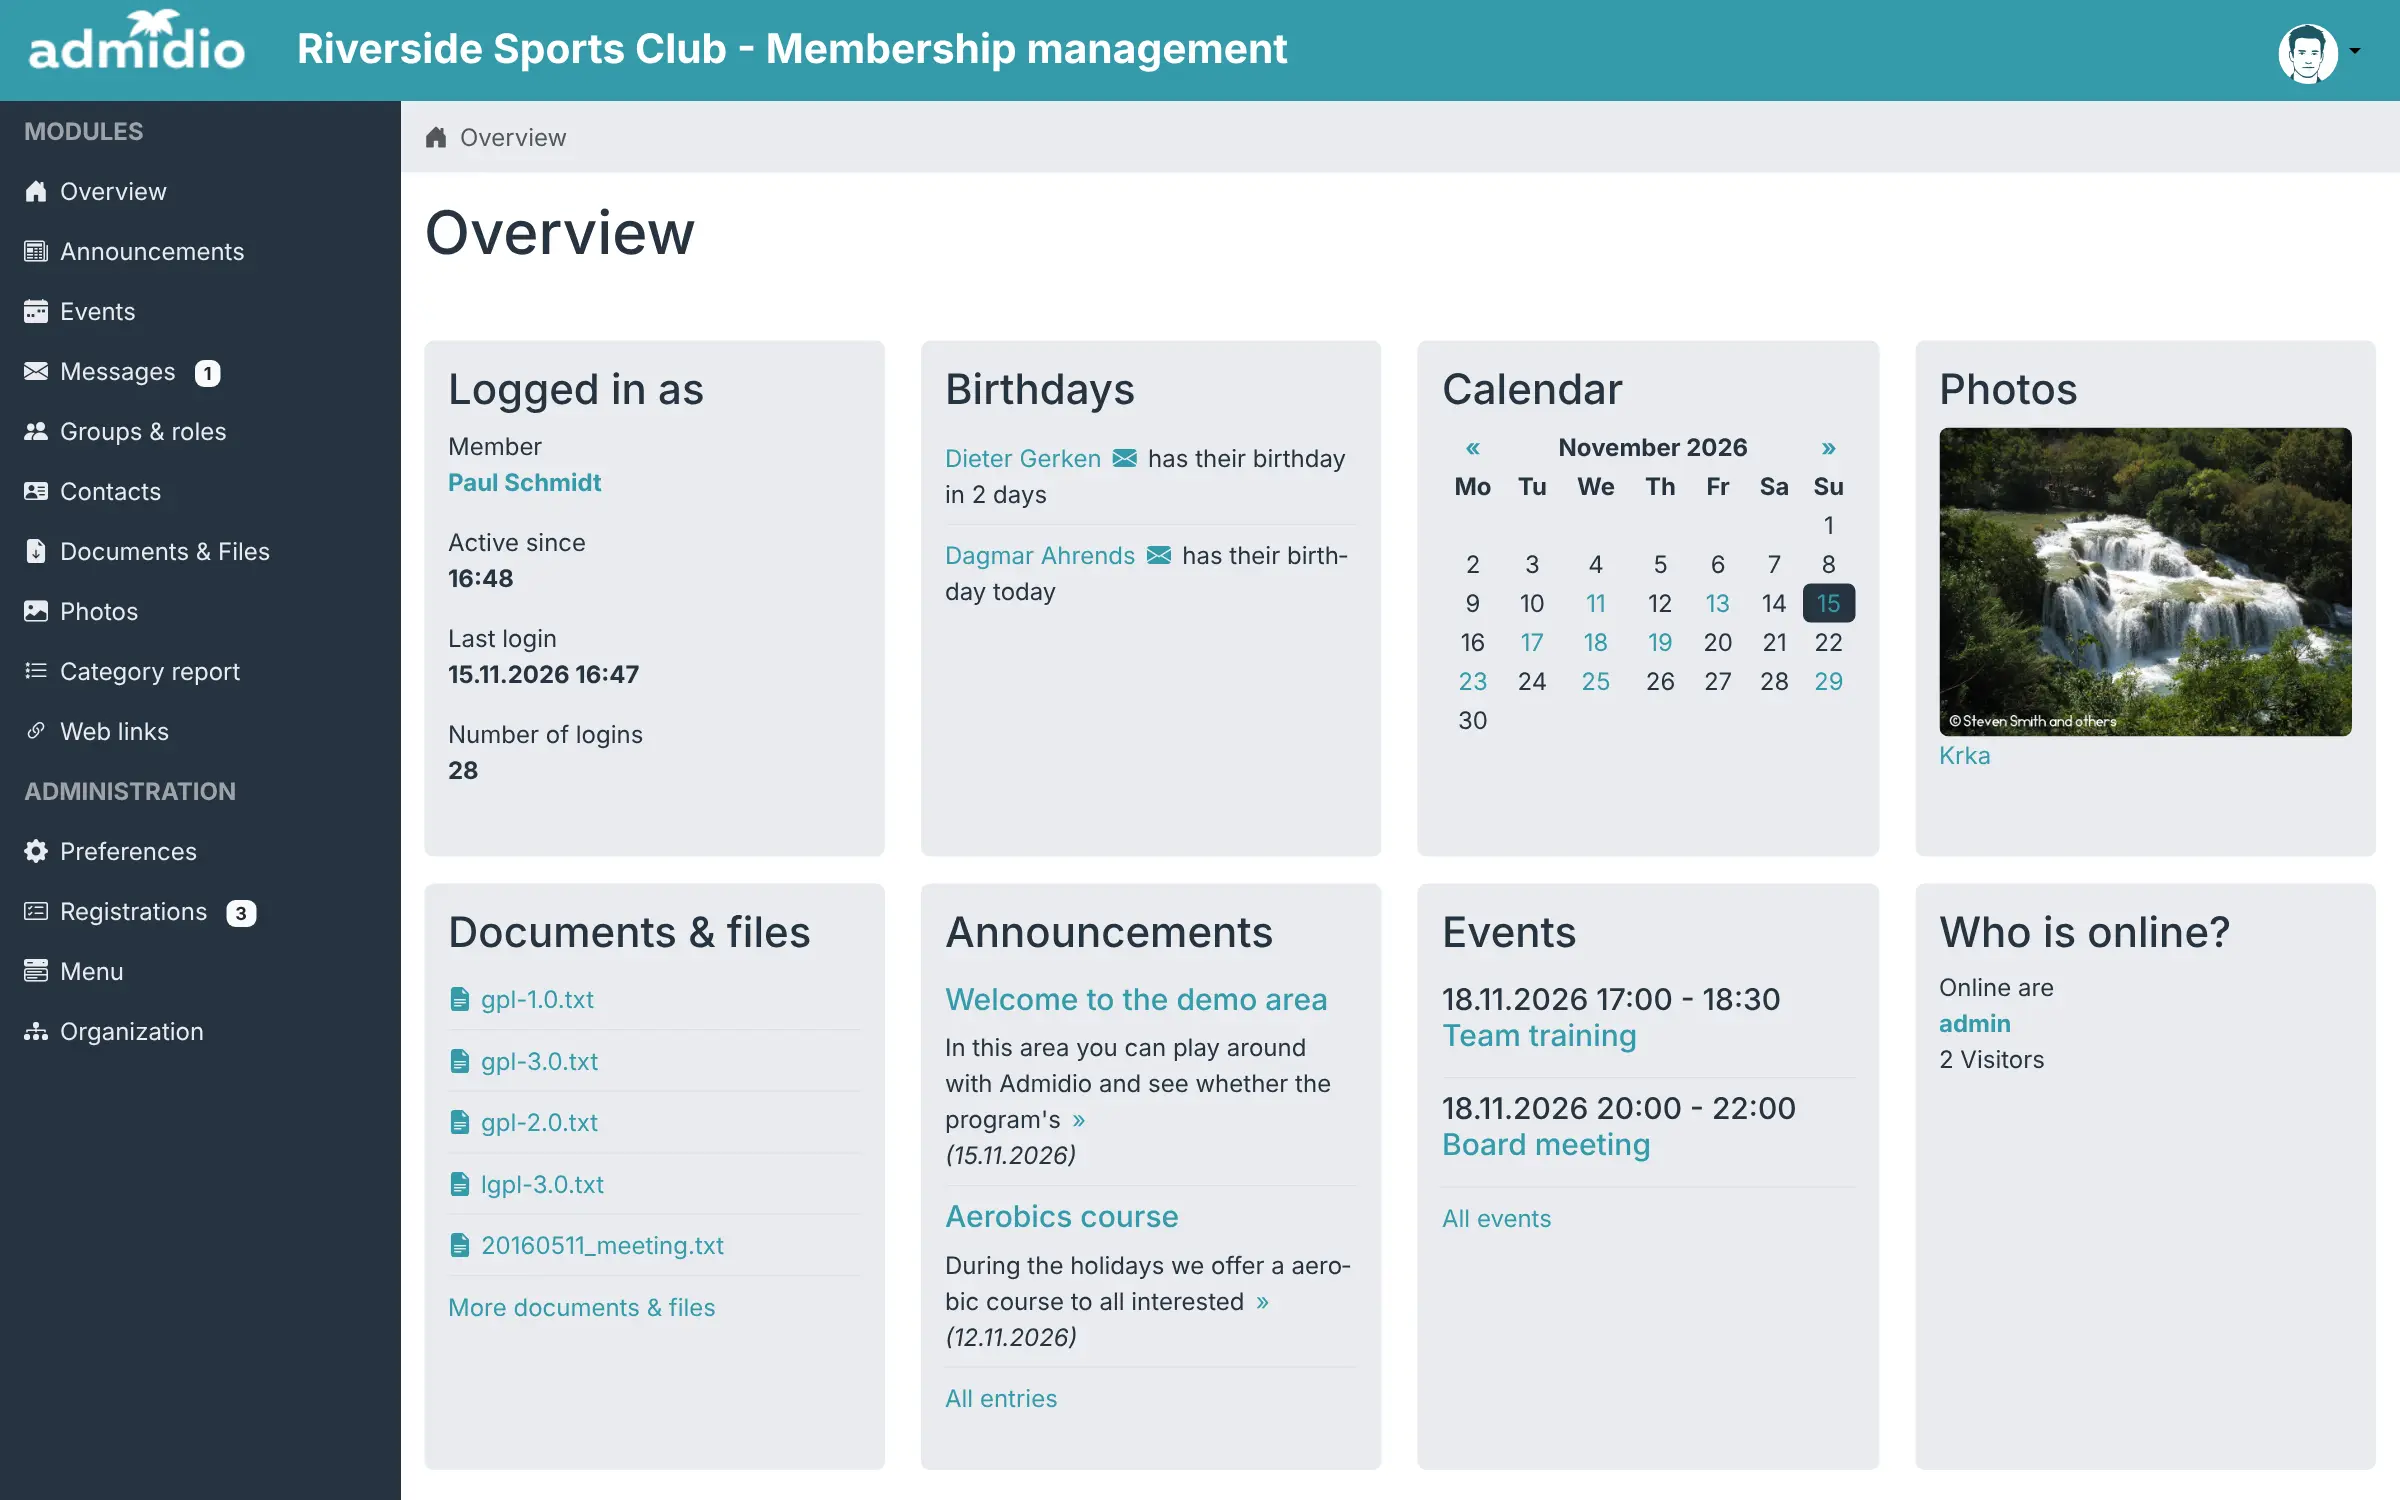 admidio
Riverside Sports Club - Membership management
MODULES
Overview
Announcements
Events
Messages 1
Groups & roles
Contacts
Documents & Files
Photos
Category report
Web links
ADMINISTRATION
Preferences
Registrations 3
Menu
Organization
Overview
Overview
Logged in as
Member
Paul Schmidt
Active since
16:48
Last login
15.11.2026 16:47
Number of logins
28
Birthdays
Dieter Gerken has their birthday
in 2 days
Dagmar Ahrends has their birth-
day today
Calendar
« November 2026 »
Mo Tu We Th Fr Sa Su
1
2 3 4 5 6 7 8
9 10 11 12 13 14 15
16 17 18 19 20 21 22
23 24 25 26 27 28 29
30
Photos
© Steven Smith and others
Krka
Documents & files
gpl-1.0.txt
gpl-3.0.txt
gpl-2.0.txt
lgpl-3.0.txt
20160511_meeting.txt
More documents & files
Announcements
Welcome to the demo area
In this area you can play around
with Admidio and see whether the
program's »
(15.11.2026)
Aerobics course
During the holidays we offer a aero-
bic course to all interested »
(12.11.2026)
All entries
Events
18.11.2026 17:00 - 18:30
Team training
18.11.2026 20:00 - 22:00
Board meeting
All events
Who is online?
Online are
admin
2 Visitors